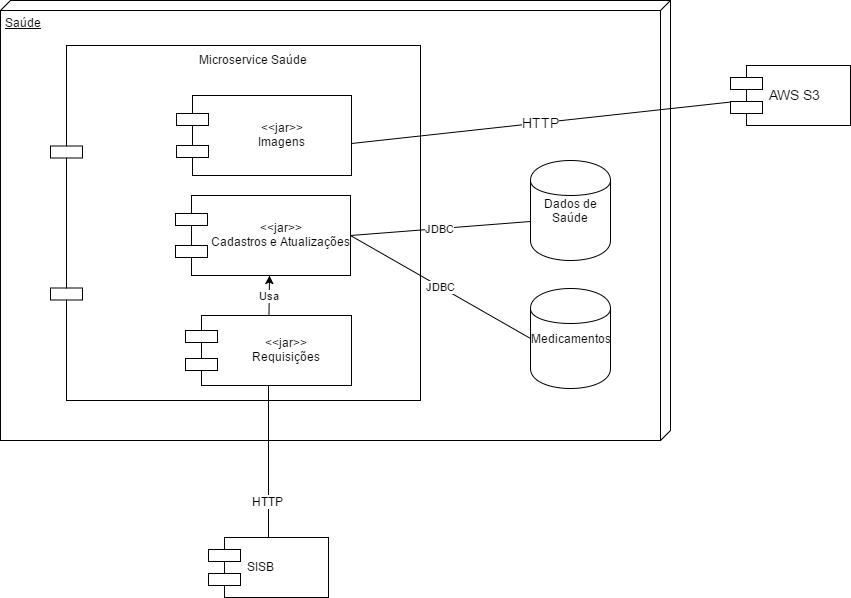 Saúde
Microservice Saúde
<<jar>>
Imagens
HTTP
AWS S3
<<jar>>
Cadastros e Atualizações
JDBC
Dados de
Saúde
Usa
JDBC
<<jar>>
Requisições
Medicamentos
HTTP
SISB